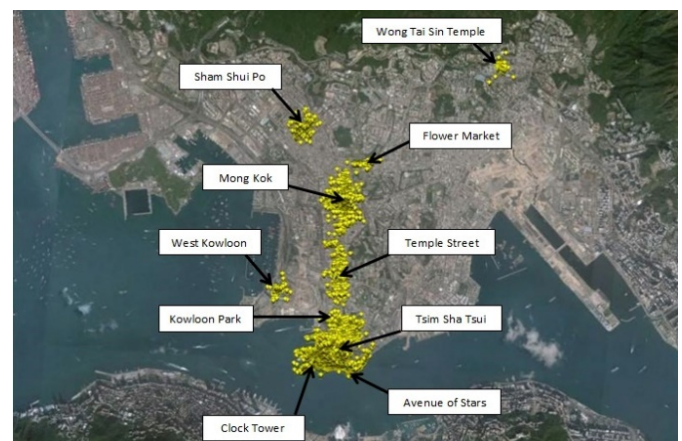 Wong Tai Sin Temple
Sham Shui Po
Flower Market
Mong Kok
West Kowloon
Temple Street
Kowloon Park
Tsim Sha Tsui
Avenue of Stars
Clock Tower